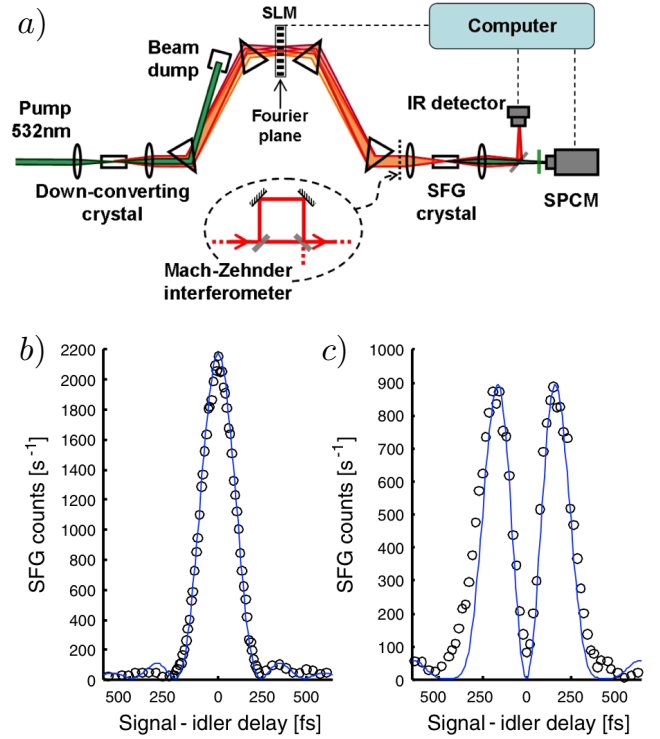 a)
SLM
Computer
Beam
dump
Fourier
plane
IR detector
Pump
532nm
Down-converting
crystal
SFG
crystal
SPCM
Mach-Zehnder
interferometer
b)
2200
2000
1800
1600
1400
1200
1000
800
600
400
200
0
SFG counts [s-1]
500 250 0 250 500
Signal - idler delay [fs]
c)
1000
900
800
700
600
500
400
300
200
100
0
SFG counts [s-1]
500 250 0 250 500
Signal - idler delay [fs]